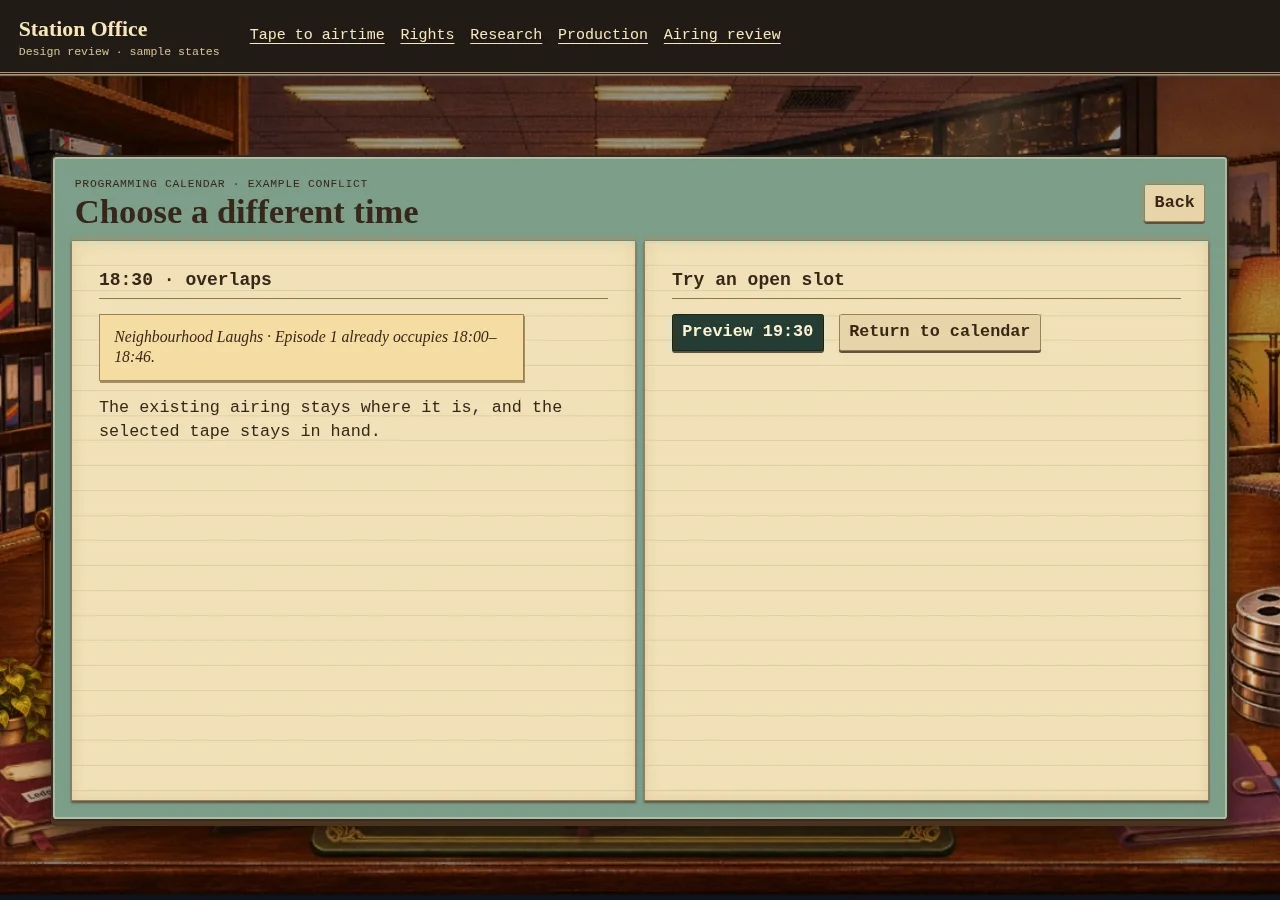 Station Office
Design review · sample states
Tape to airtime Rights Research Production Airing review
PROGRAMMING CALENDAR · EXAMPLE CONFLICT
Choose a different time
Back
18:30 · overlaps
Neighbourhood Laughs · Episode 1 already occupies 18:00–
18:46.
The existing airing stays where it is, and the
selected tape stays in hand.
Try an open slot
Preview 19:30
Return to calendar